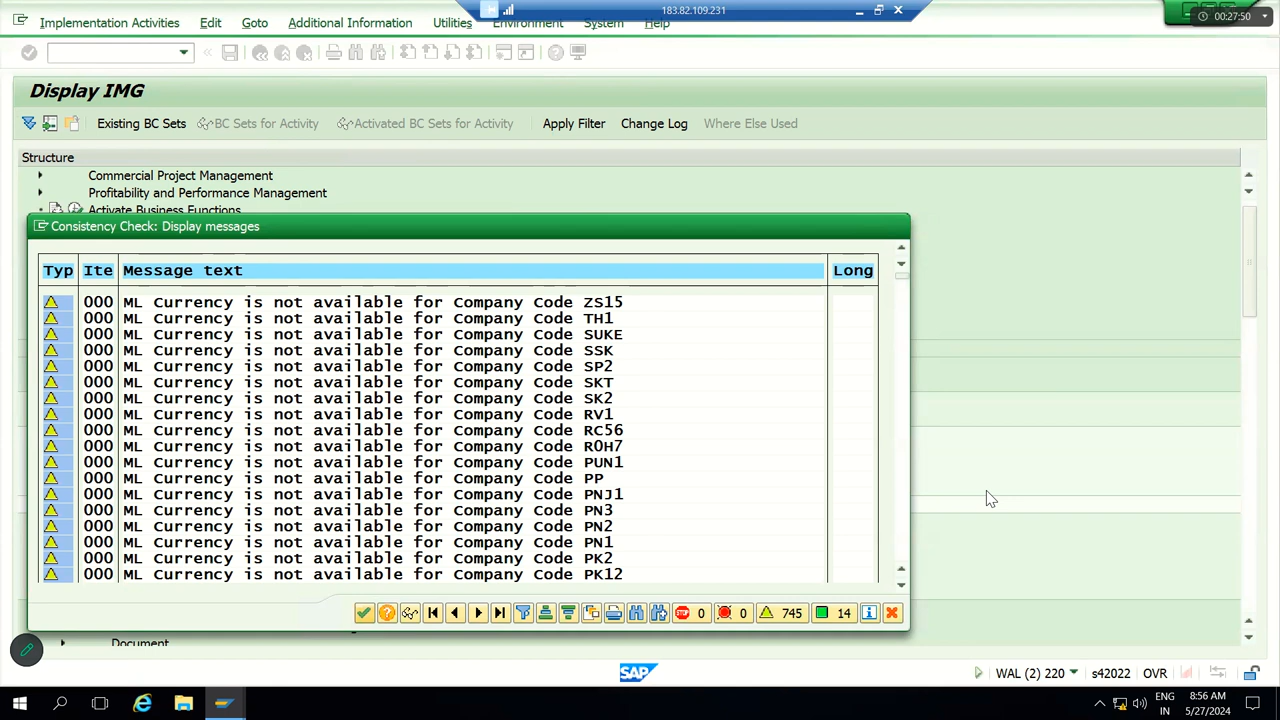 183.82.109.231
00:27:50
Implementation Activities Edit Goto Additional Information Utilities Environment System Help
Display IMG
Existing BC Sets BC Sets for Activity Activated BC Sets for Activity Apply Filter Change Log Where Else Used
Structure
Commercial Project Management
Profitability and Performance Management
Activate Business Functions
Consistency Check: Display messages
Typ Ite Message text Long
000 ML Currency is not available for Company Code ZS15
000 ML Currency is not available for Company Code TH1
000 ML Currency is not available for Company Code SUKE
000 ML Currency is not available for Company Code SSK
000 ML Currency is not available for Company Code SP2
000 ML Currency is not available for Company Code SKT
000 ML Currency is not available for Company Code SK2
000 ML Currency is not available for Company Code RV1
000 ML Currency is not available for Company Code RC56
000 ML Currency is not available for Company Code R0H7
000 ML Currency is not available for Company Code PUN1
000 ML Currency is not available for Company Code PP
000 ML Currency is not available for Company Code PNJ1
000 ML Currency is not available for Company Code PN3
000 ML Currency is not available for Company Code PN2
000 ML Currency is not available for Company Code PN1
000 ML Currency is not available for Company Code PK2
000 ML Currency is not available for Company Code PK12
STOP 0 0 745 14
Document
SAP
WAL (2) 220 s42022 OVR
ENG
IN
8:56 AM
5/27/2024